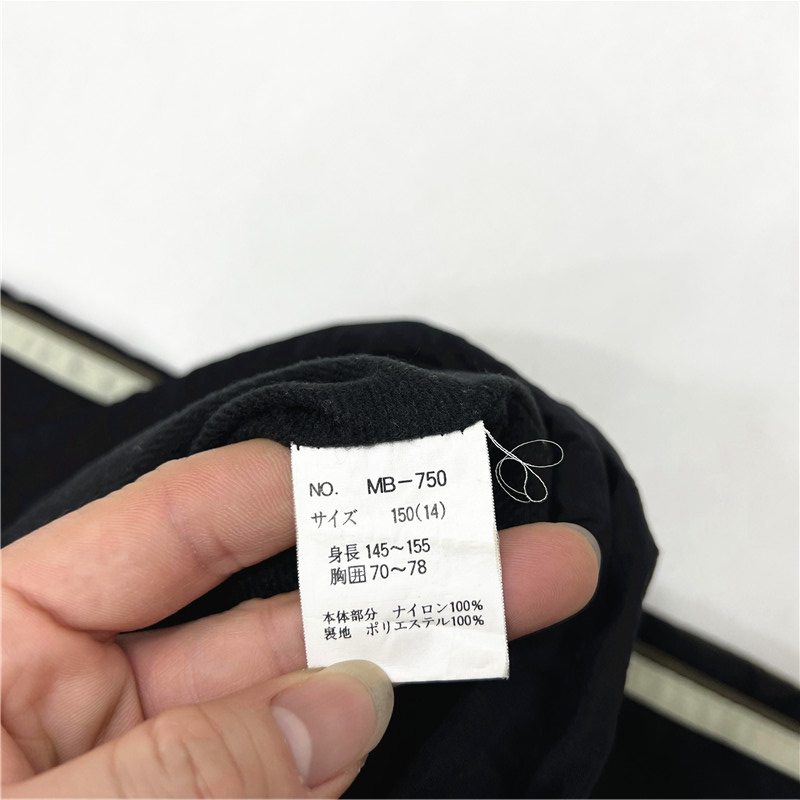 NO. MB-750
サイズ 150(14)
身長 145〜155
胸囲 70〜78
本体部分 ナイロン100%
裏地 ポリエステル100%